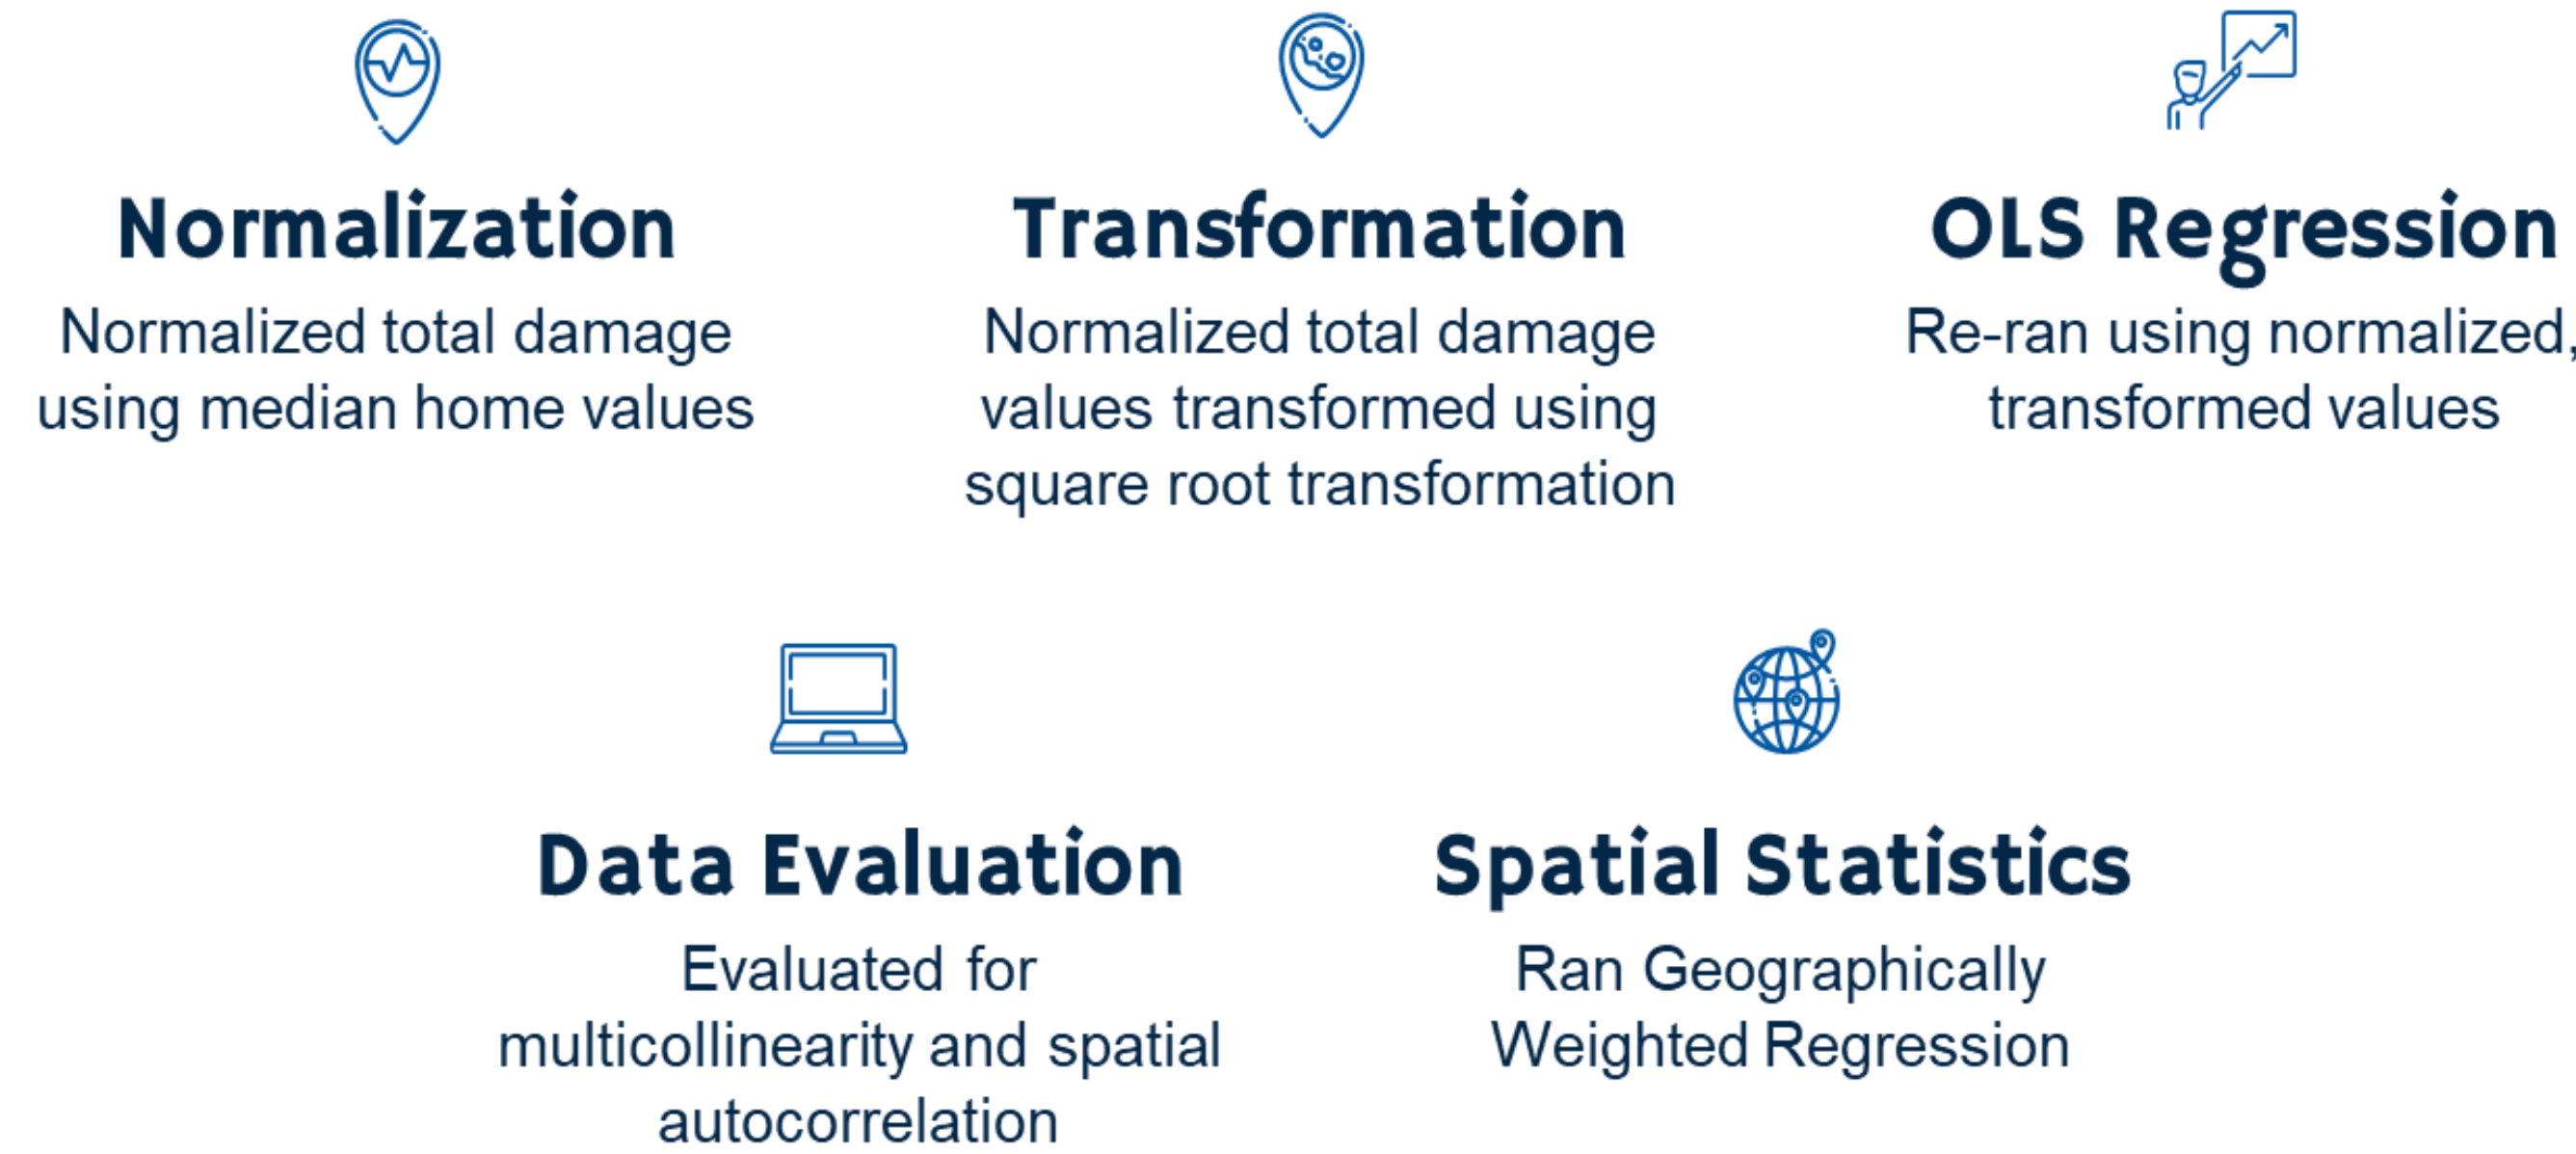 Normalization
Normalized total damage
using median home values
Transformation
Normalized total damage
values transformed using
square root transformation
OLS Regression
Re-ran using normalized,
transformed values
Data Evaluation
Evaluated for
multicollinearity and spatial
autocorrelation
Spatial Statistics
Ran Geographically
Weighted Regression